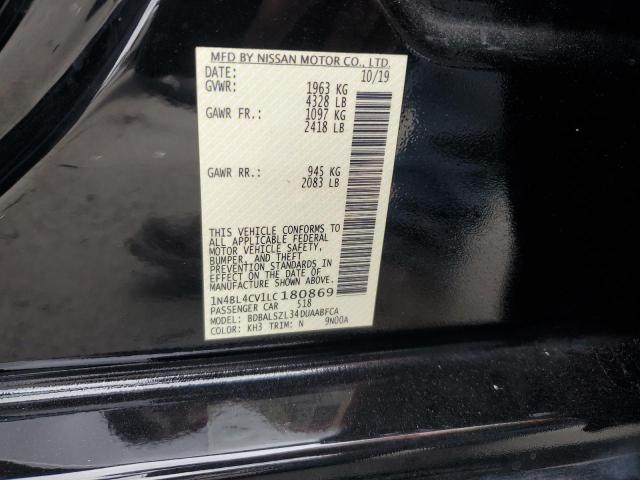 MFD BY NISSAN MOTOR CO., LTD.
DATE: 10/19
GVWR: 1963 KG
4328 LB
GAWR FR.: 1097 KG
2418 LB
GAWR RR.: 945 KG
2083 LB
THIS VEHICLE CONFORMS TO
ALL APPLICABLE FEDERAL
MOTOR VEHICLE SAFETY,
BUMPER, AND THEFT
PREVENTION STANDARDS IN
EFFECT ON THE DATE OF
MANUFACTURE SHOWN ABOVE.
1N4BL4CV1LC180869
PASSENGER CAR 518
MODEL: BDBALSZL34DUAABFCA
COLOR: KH3 TRIM: N 9N00A